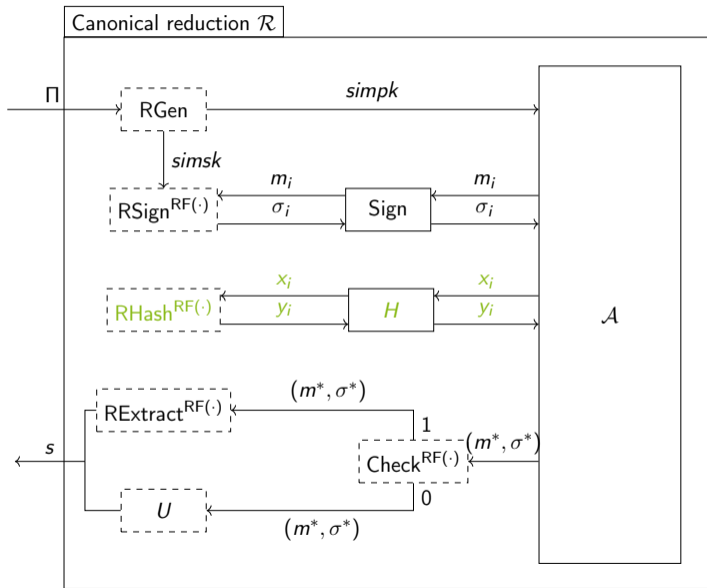 Canonical reduction 𝓡
Π
RGen
simpk
simsk
m_i
m_i
RSign^RF(·)
σ_i
Sign
σ_i
x_i
x_i
RHash^RF(·)
y_i
H
y_i
𝒜
(m*, σ*)
RExtract^RF(·)
1
(m*, σ*)
s
Check^RF(·)
0
U
(m*, σ*)